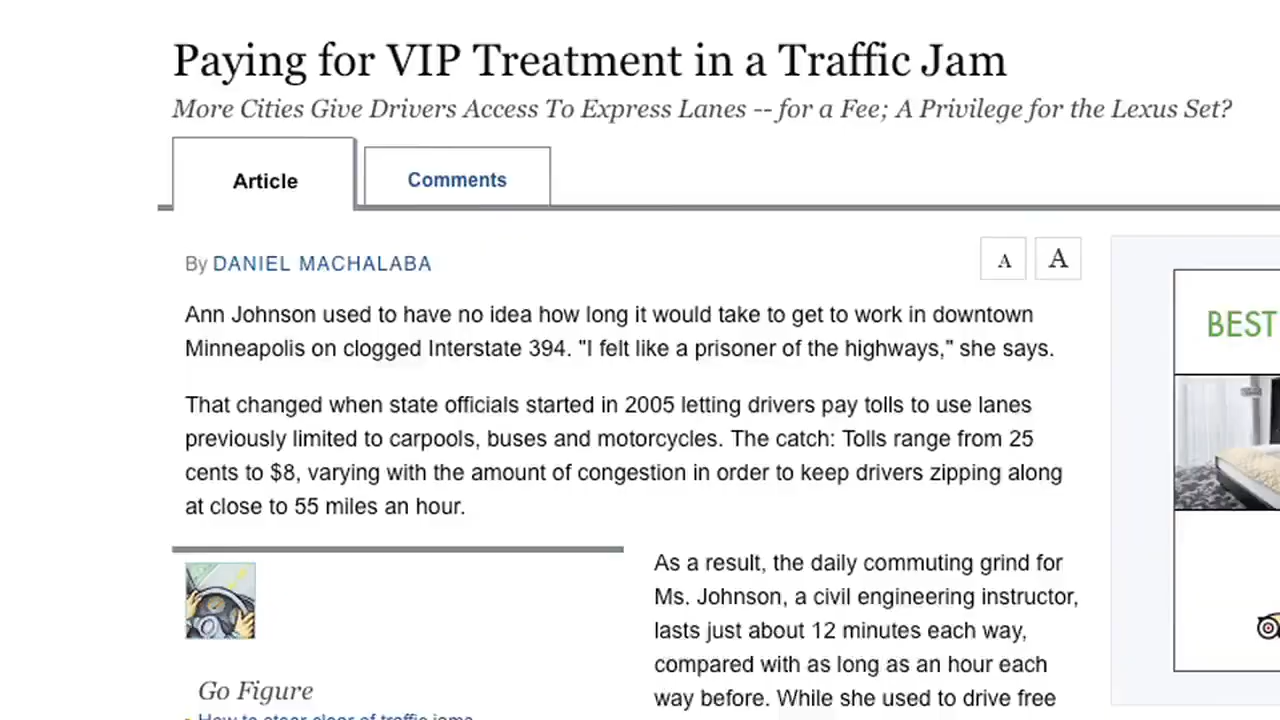 Paying for VIP Treatment in a Traffic Jam
More Cities Give Drivers Access To Express Lanes -- for a Fee; A Privilege for the Lexus Set?
Article
Comments
By DANIEL MACHALABA
A
A
Ann Johnson used to have no idea how long it would take to get to work in downtown
Minneapolis on clogged Interstate 394. "I felt like a prisoner of the highways," she says.
That changed when state officials started in 2005 letting drivers pay tolls to use lanes
previously limited to carpools, buses and motorcycles. The catch: Tolls range from 25
cents to $8, varying with the amount of congestion in order to keep drivers zipping along
at close to 55 miles an hour.
As a result, the daily commuting grind for
Ms. Johnson, a civil engineering instructor,
lasts just about 12 minutes each way,
compared with as long as an hour each
way before. While she used to drive free
Go Figure
How to steer clear of traffic jams
BEST